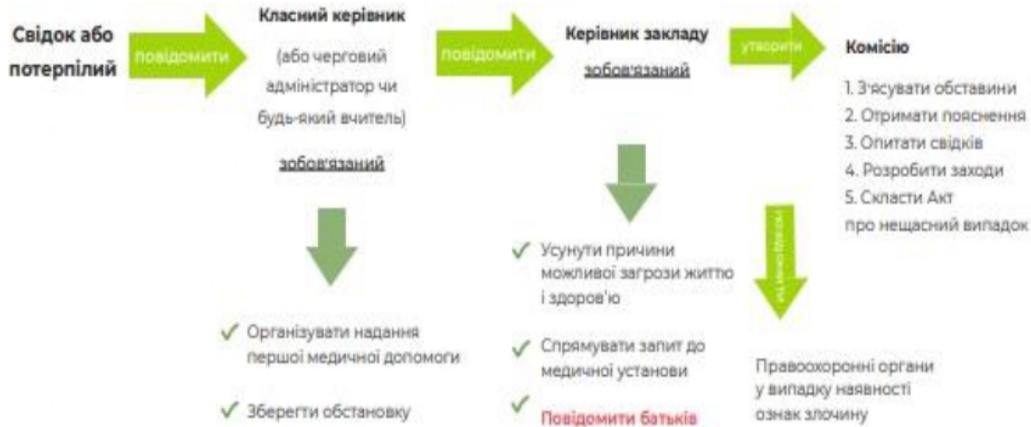 Свідок або
потерпілий
повідомити
Класний керівник
(або черговий
адміністратор чи
будь-який вчитель)
зобов'язаний
повідомити
Керівник закладу
зобов'язаний
утворити
Комісію
1. З'ясувати обставини
2. Отримати пояснення
3. Опитати свідків
4. Розробити заходи
5. Скласти Акт
про нещасний випадок
✓ Організувати надання
першої медичної допомоги
✓ Зберегти обстановку
✓ Усунути причини
можливої загрози життю
і здоров'ю
✓ Спрямувати запит до
медичної установи
✓ Повідомити батьків
Правоохоронні органи
у випадку наявності
ознак злочину